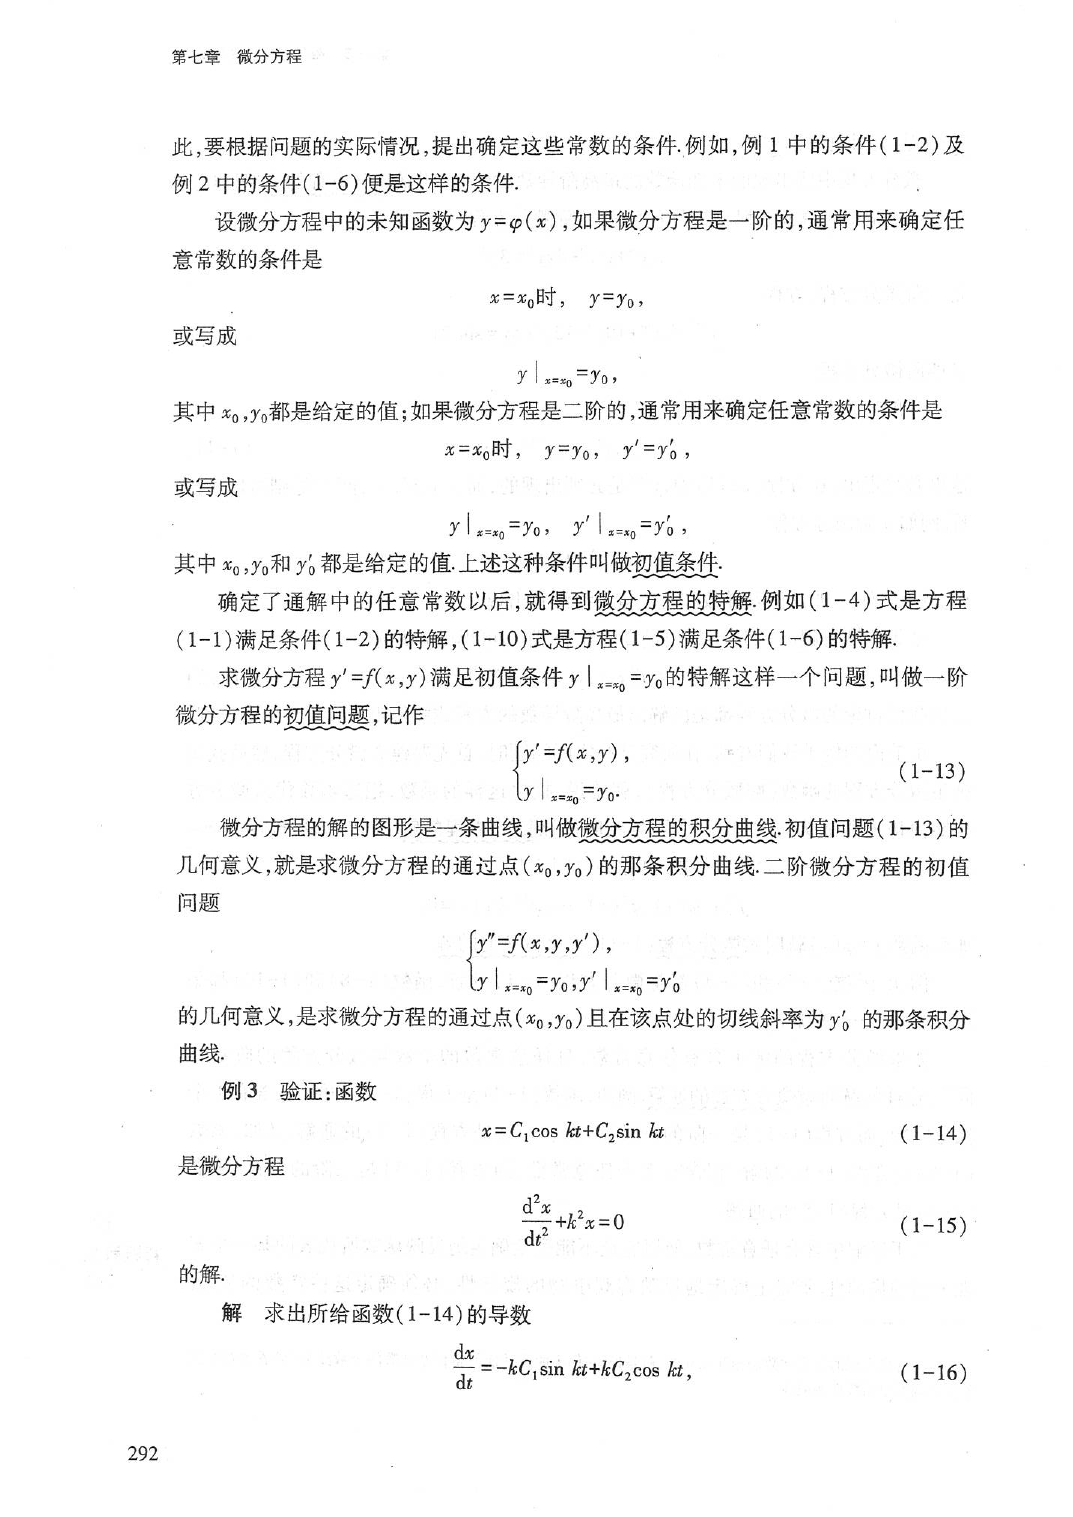 第七章 微分方程
此,要根据问题的实际情况,提出确定这些常数的条件.例如,例 1 中的条件(1-2)及
例 2 中的条件(1-6)便是这样的条件.
设微分方程中的未知函数为 y=φ(x),如果微分方程是一阶的,通常用来确定任
意常数的条件是
x=x₀时, y=y₀,
或写成
y|ₓ₌ₓ₀=y₀,
其中 x₀,y₀都是给定的值;如果微分方程是二阶的,通常用来确定任意常数的条件是
x=x₀时, y=y₀, y′=y′₀,
或写成
y|ₓ₌ₓ₀=y₀, y′|ₓ₌ₓ₀=y′₀,
其中 x₀,y₀和 y′₀都是给定的值.上述这种条件叫做初值条件.
确定了通解中的任意常数以后,就得到微分方程的特解.例如(1-4)式是方程
(1-1)满足条件(1-2)的特解,(1-10)式是方程(1-5)满足条件(1-6)的特解.
求微分方程 y′=f(x,y)满足初值条件 y|ₓ₌ₓ₀=y₀的特解这样一个问题,叫做一阶
微分方程的初值问题,记作
{y′=f(x,y),
y|ₓ₌ₓ₀=y₀. (1-13)
微分方程的解的图形是一条曲线,叫做微分方程的积分曲线.初值问题(1-13)的
几何意义,就是求微分方程的通过点(x₀,y₀)的那条积分曲线.二阶微分方程的初值
问题
{y″=f(x,y,y′),
y|ₓ₌ₓ₀=y₀,y′|ₓ₌ₓ₀=y′₀
的几何意义,是求微分方程的通过点(x₀,y₀)且在该点处的切线斜率为 y′₀ 的那条积分
曲线.
例 3 验证:函数
x=C₁cos kt+C₂sin kt (1-14)
是微分方程
d²x/dt²+k²x=0 (1-15)
的解.
解 求出所给函数(1-14)的导数
dx/dt=-kC₁sin kt+kC₂cos kt, (1-16)
292